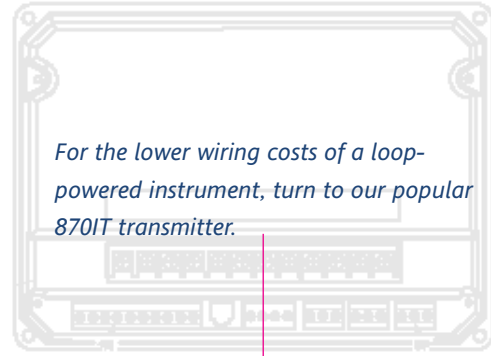 For the lower wiring costs of a loop-
powered instrument, turn to our popular
870IT transmitter.